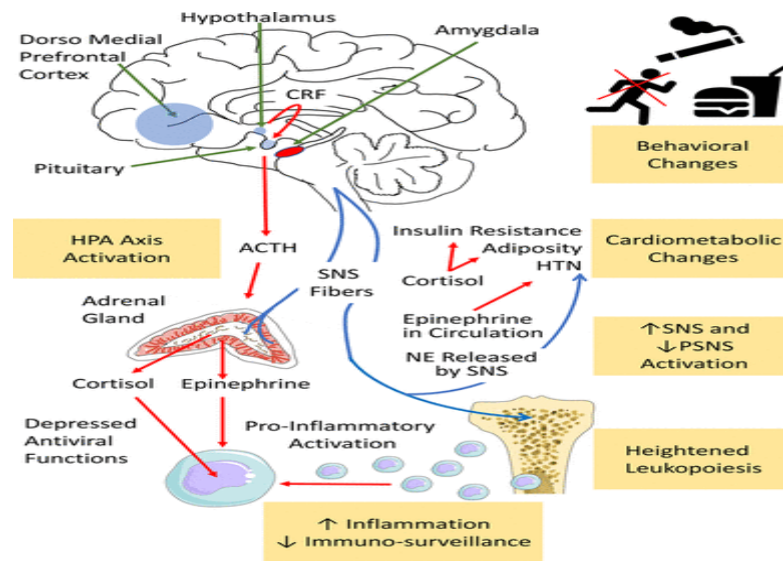 Hypothalamus
Dorso Medial
Prefrontal
Cortex
Amygdala
CRF
Pituitary
Behavioral
Changes
HPA Axis
Activation
ACTH
SNS
Fibers
Insulin Resistance
Adiposity
HTN
Cortisol
Epinephrine
in Circulation
NE Released
by SNS
Cardiometabolic
Changes
Adrenal
Gland
↑SNS and
↓PSNS
Activation
Cortisol
Epinephrine
Depressed
Antiviral
Functions
Pro-Inflammatory
Activation
Heightened
Leukopoiesis
↑ Inflammation
↓ Immuno-surveillance